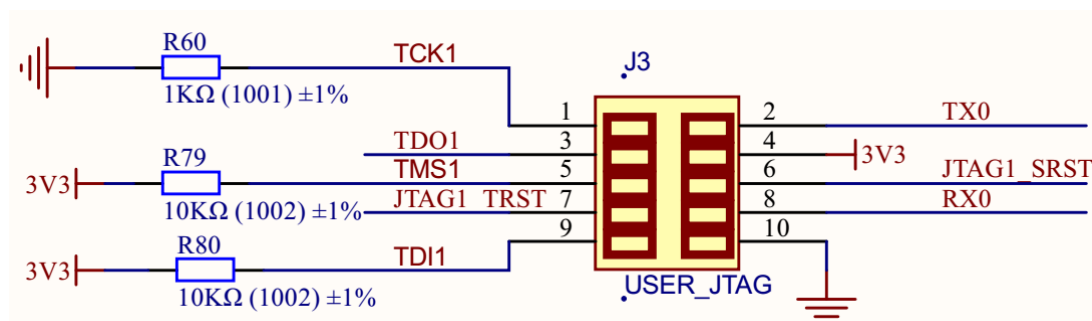 R60
TCK1
1KΩ (1001) ±1%
J3
1
2
TX0
TDO1
3
4
3V3
R79
3V3
TMS1
5
6
JTAG1_SRST
10KΩ (1002) ±1%
JTAG1_TRST
7
8
RX0
R80
9
10
3V3
TDI1
10KΩ (1002) ±1%
USER_JTAG